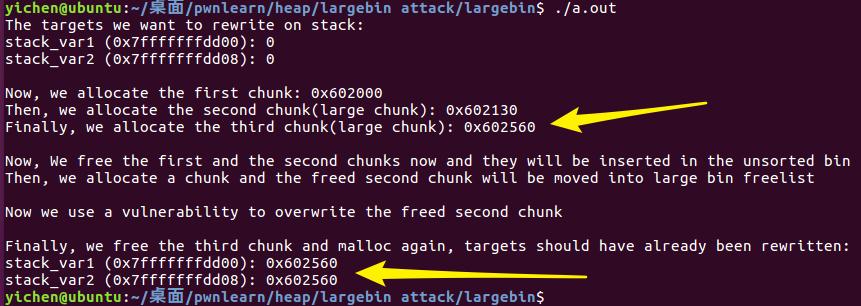 yichen@ubuntu:~/桌面/pwnlearn/heap/largebin attack/largebin$ ./a.out
The targets we want to rewrite on stack:
stack_var1 (0x7fffffffdd00): 0
stack_var2 (0x7fffffffdd08): 0
Now, we allocate the first chunk: 0x602000
Then, we allocate the second chunk(large chunk): 0x602130
Finally, we allocate the third chunk(large chunk): 0x602560
Now, We free the first and the second chunks now and they will be inserted in the unsorted bin
Then, we allocate a chunk and the freed second chunk will be moved into large bin freelist
Now we use a vulnerability to overwrite the freed second chunk
Finally, we free the third chunk and malloc again, targets should have already been rewritten:
stack_var1 (0x7fffffffdd00): 0x602560
stack_var2 (0x7fffffffdd08): 0x602560
yichen@ubuntu:~/桌面/pwnlearn/heap/largebin attack/largebin$